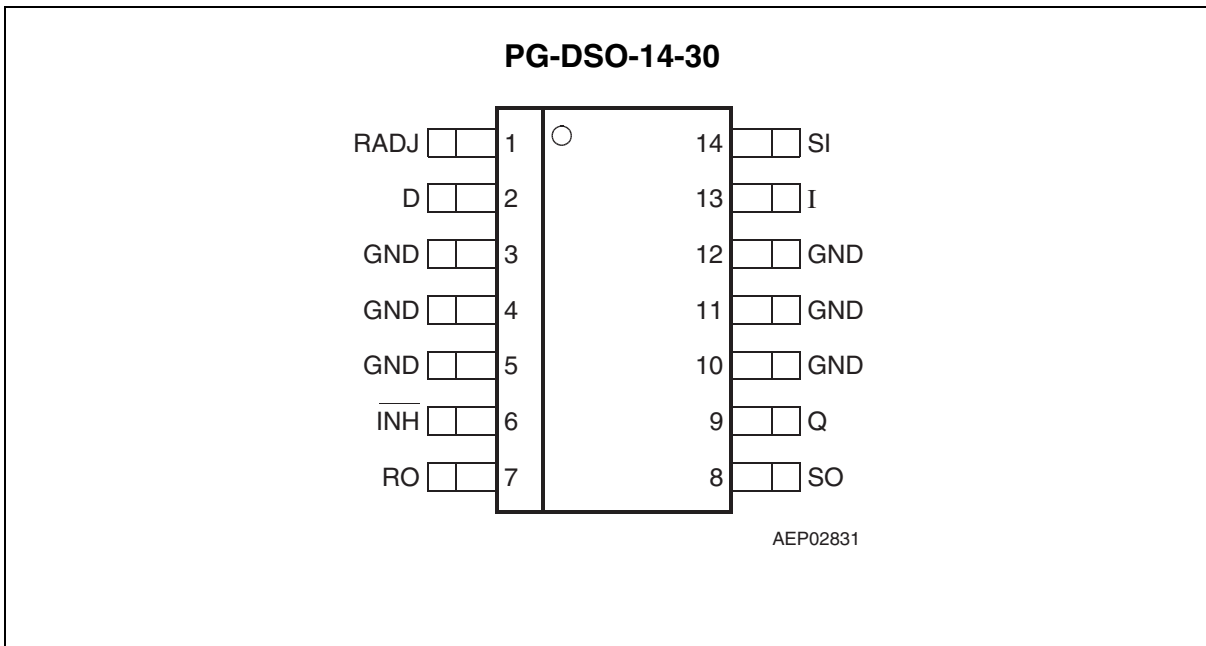 PG-DSO-14-30
RADJ 1 14 SI
D 2 13 I
GND 3 12 GND
GND 4 11 GND
GND 5 10 GND
INH 6 9 Q
RO 7 8 SO
AEP02831